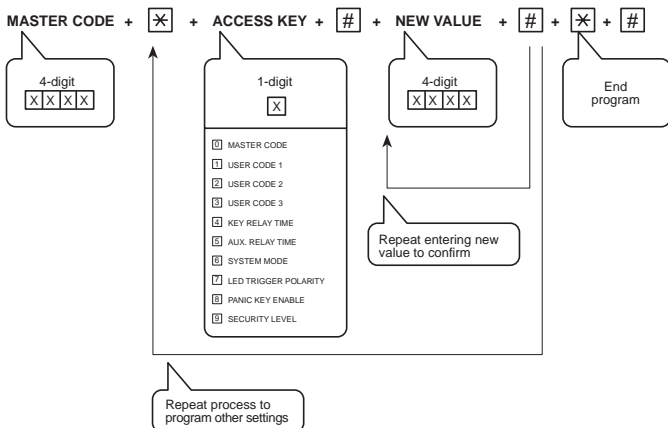 MASTER CODE + * + ACCESS KEY + # + NEW VALUE + # + * + #
4-digit
X X X X
1-digit
X
0 MASTER CODE
1 USER CODE 1
2 USER CODE 2
3 USER CODE 3
4 KEY RELAY TIME
5 AUX. RELAY TIME
6 SYSTEM MODE
7 LED TRIGGER POLARITY
8 PANIC KEY ENABLE
9 SECURITY LEVEL
4-digit
X X X X
End
program
Repeat entering new
value to confirm
Repeat process to
program other settings